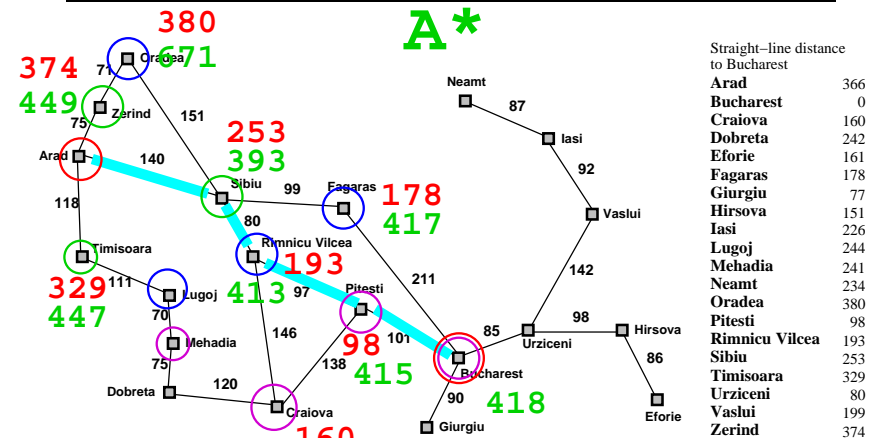 A*
380
Oradea
671
374
71
449
Zerind
75
151
Arad
140
253
393
Sibiu
99
Fagaras
178
417
118
80
Timisoara
329
447
111
Lugoj
70
Mehadia
75
Dobreta
120
Rimnicu Vilcea
193
413
97
146
Pitesti
98
101
415
138
Craiova
160
211
Bucharest
418
85
90
Giurgiu
Urziceni
98
Hirsova
86
Eforie
142
Vaslui
92
Iasi
87
Neamt
Straight–line distance
to Bucharest
Arad 366
Bucharest 0
Craiova 160
Dobreta 242
Eforie 161
Fagaras 178
Giurgiu 77
Hirsova 151
Iasi 226
Lugoj 244
Mehadia 241
Neamt 234
Oradea 380
Pitesti 98
Rimnicu Vilcea 193
Sibiu 253
Timisoara 329
Urziceni 80
Vaslui 199
Zerind 374